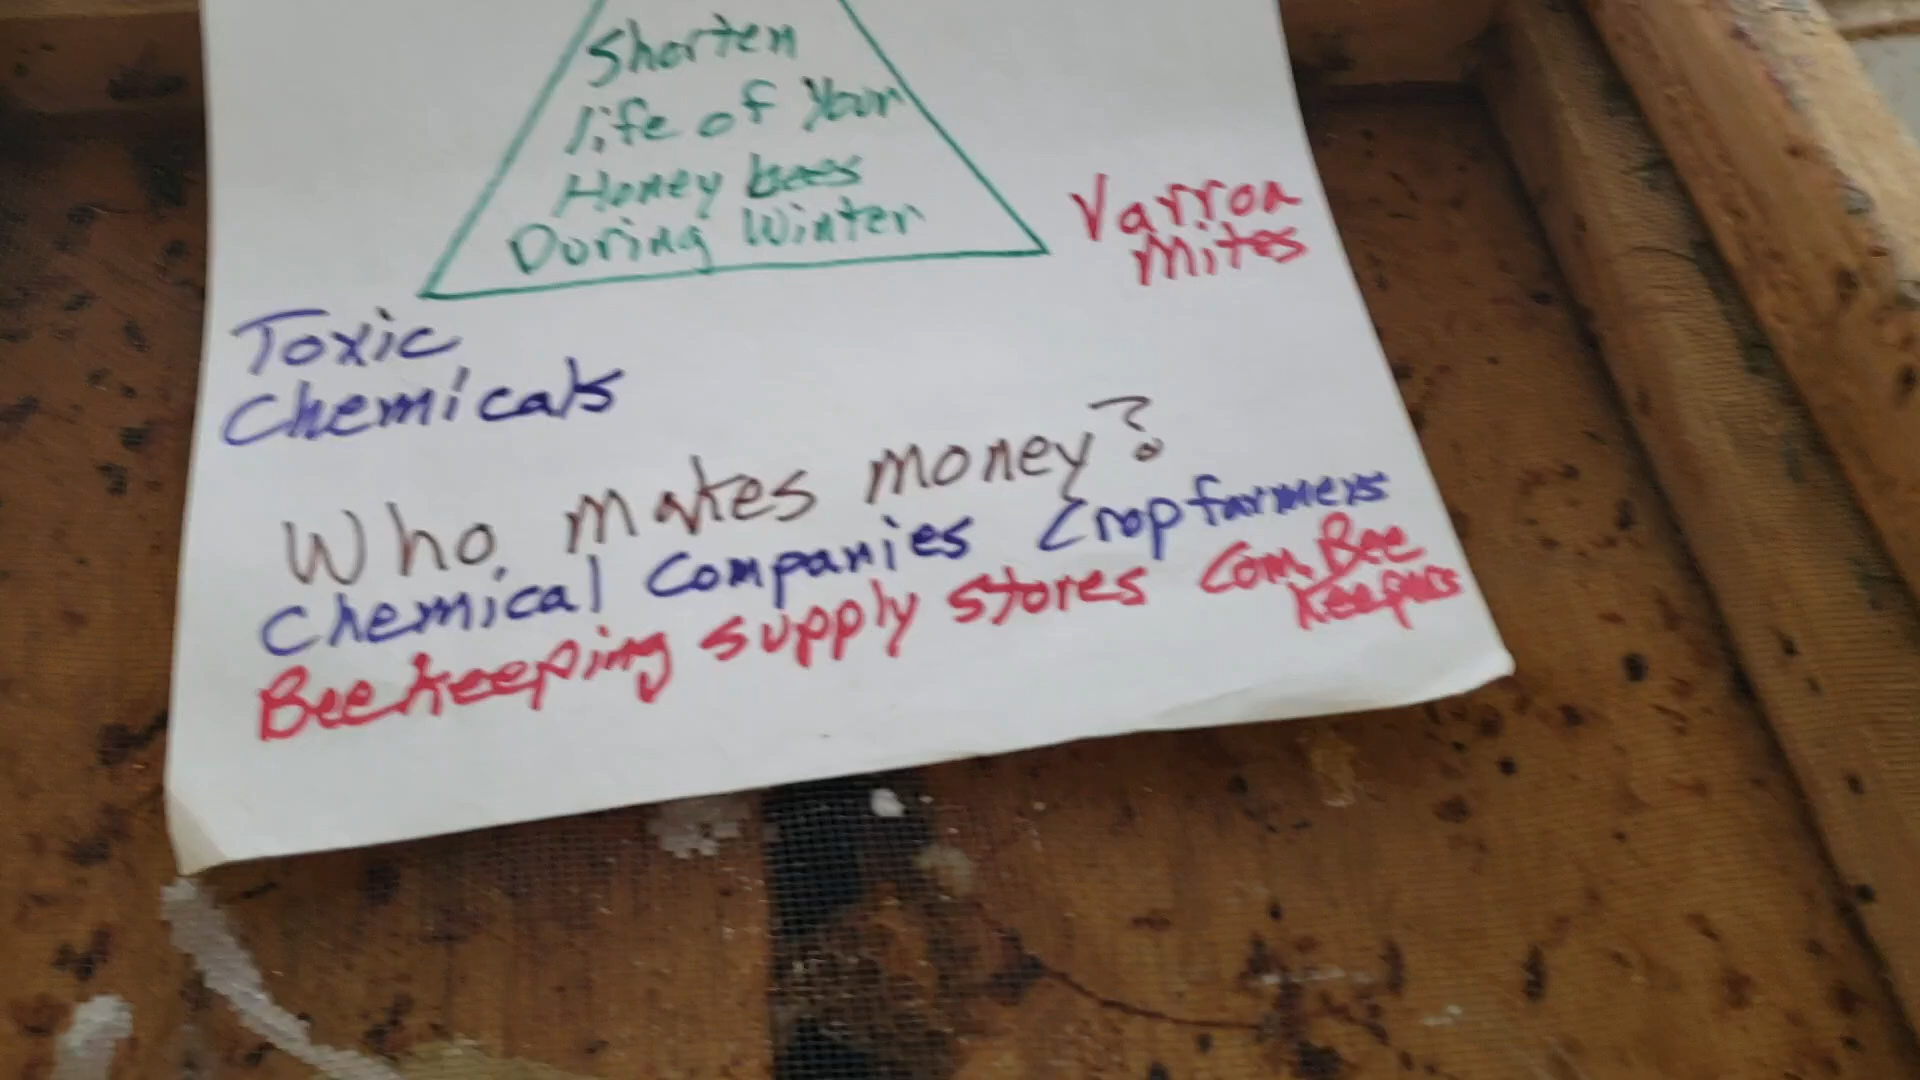 Shorten
life of Your
Honey bees
During Winter
Varroa
Mites
Toxic
Chemicals
Who makes money?
Chemical Companies Crop farmers
Beekeeping supply stores Com. Bee
Keepers